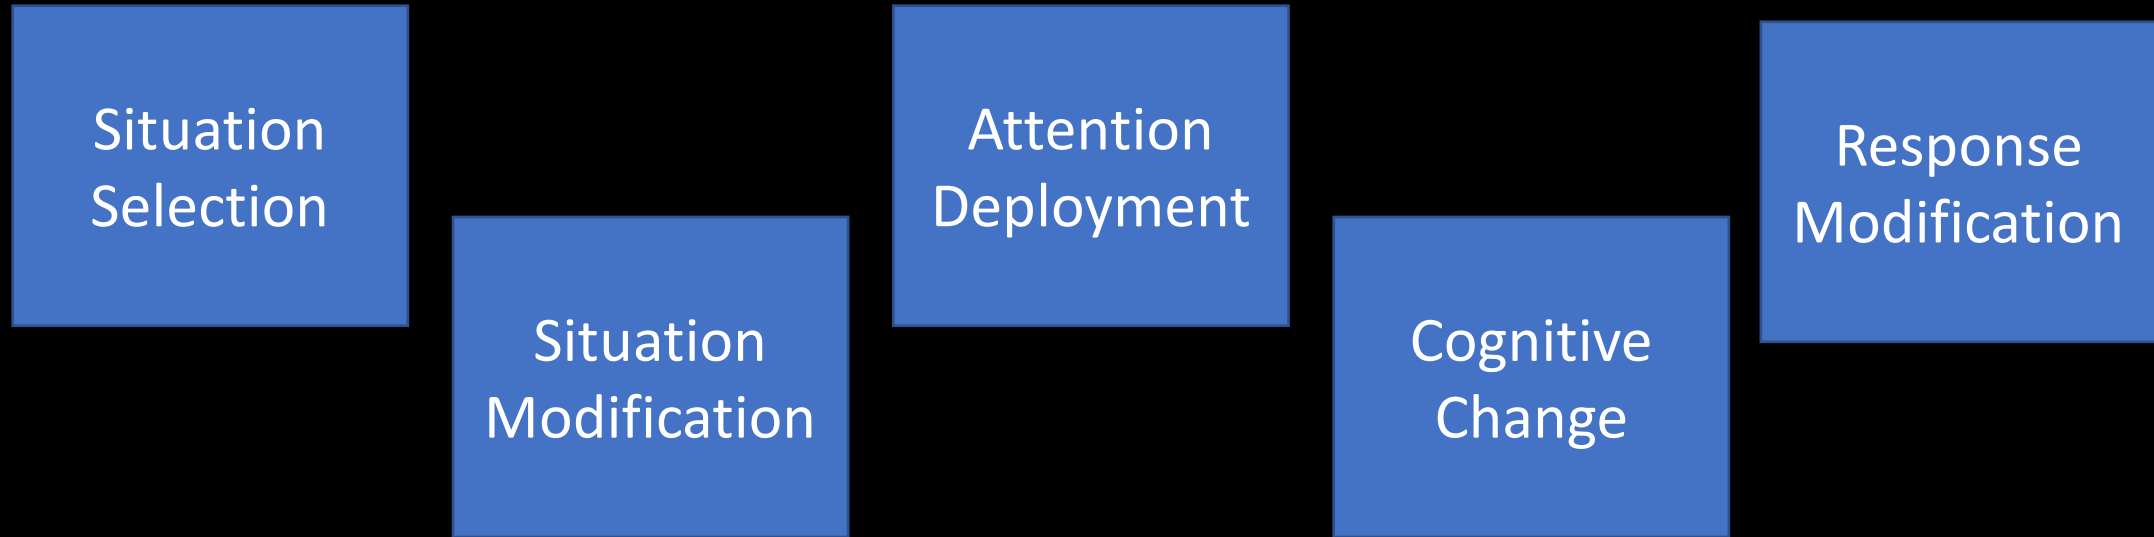 Situation
Selection
Situation
Modification
Attention
Deployment
Cognitive
Change
Response
Modification